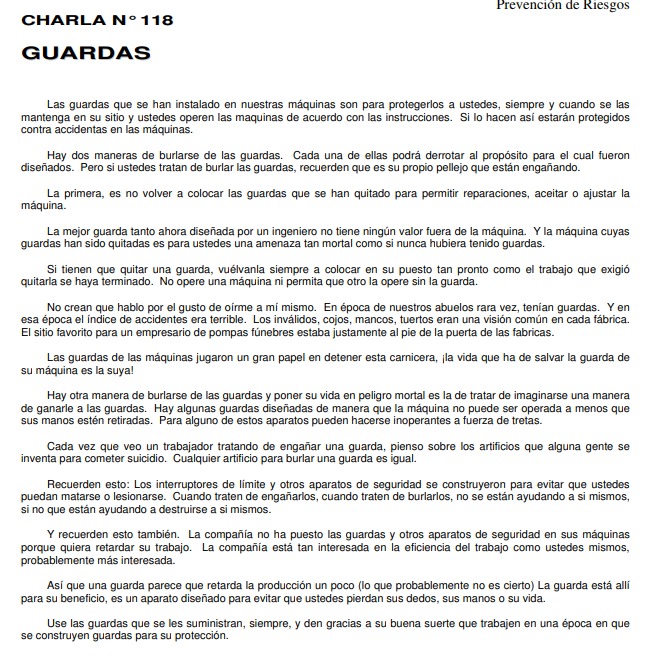 Prevención de Riesgos
CHARLA N° 118
GUARDAS
Las guardas que se han instalado en nuestras máquinas son para protegerlos a ustedes, siempre y cuando se las
mantenga en su sitio y ustedes operen las maquinas de acuerdo con las instrucciones. Si lo hacen así estarán protegidos
contra accidentas en las máquinas.
Hay dos maneras de burlarse de las guardas. Cada una de ellas podrá derrotar al propósito para el cual fueron
diseñados. Pero si ustedes tratan de burlar las guardas, recuerden que es su propio pellejo que están engañando.
La primera, es no volver a colocar las guardas que se han quitado para permitir reparaciones, aceitar o ajustar la
máquina.
La mejor guarda tanto ahora diseñada por un ingeniero no tiene ningún valor fuera de la máquina. Y la máquina cuyas
guardas han sido quitadas es para ustedes una amenaza tan mortal como si nunca hubiera tenido guardas.
Si tienen que quitar una guarda, vuélvanla siempre a colocar en su puesto tan pronto como el trabajo que exigió
quitarla se haya terminado. No opere una máquina ni permita que otro la opere sin la guarda.
No crean que hablo por el gusto de oírme a mí mismo. En época de nuestros abuelos rara vez, tenían guardas. Y en
esa época el índice de accidentes era terrible. Los inválidos, cojos, mancos, tuertos eran una visión común en cada fábrica.
El sitio favorito para un empresario de pompas fúnebres estaba justamente al pie de la puerta de las fabricas.
Las guardas de las máquinas jugaron un gran papel en detener esta carnicera, ¡la vida que ha de salvar la guarda de
su máquina es la suya!
Hay otra manera de burlarse de las guardas y poner su vida en peligro mortal es la de tratar de imaginarse una manera
de ganarle a las guardas. Hay algunas guardas diseñadas de manera que la máquina no puede ser operada a menos que
sus manos estén retiradas. Para alguno de estos aparatos pueden hacerse inoperantes a fuerza de tretas.
Cada vez que veo un trabajador tratando de engañar una guarda, pienso sobre los artificios que alguna gente se
inventa para cometer suicidio. Cualquier artificio para burlar una guarda es igual.
Recuerden esto: Los interruptores de límite y otros aparatos de seguridad se construyeron para evitar que ustedes
puedan matarse o lesionarse. Cuando traten de engañarlos, cuando traten de burlarlos, no se están ayudando a si mismos,
si no que están ayudando a destruirse a si mismos.
Y recuerden esto también. La compañía no ha puesto las guardas y otros aparatos de seguridad en sus máquinas
porque quiera retardar su trabajo. La compañía está tan interesada en la eficiencia del trabajo como ustedes mismos,
probablemente más interesada.
Así que una guarda parece que retarda la producción un poco (lo que probablemente no es cierto) La guarda está allí
para su beneficio, es un aparato diseñado para evitar que ustedes pierdan sus dedos, sus manos o su vida.
Use las guardas que se les suministran, siempre, y den gracias a su buena suerte que trabajen en una época en que
se construyen guardas para su protección.